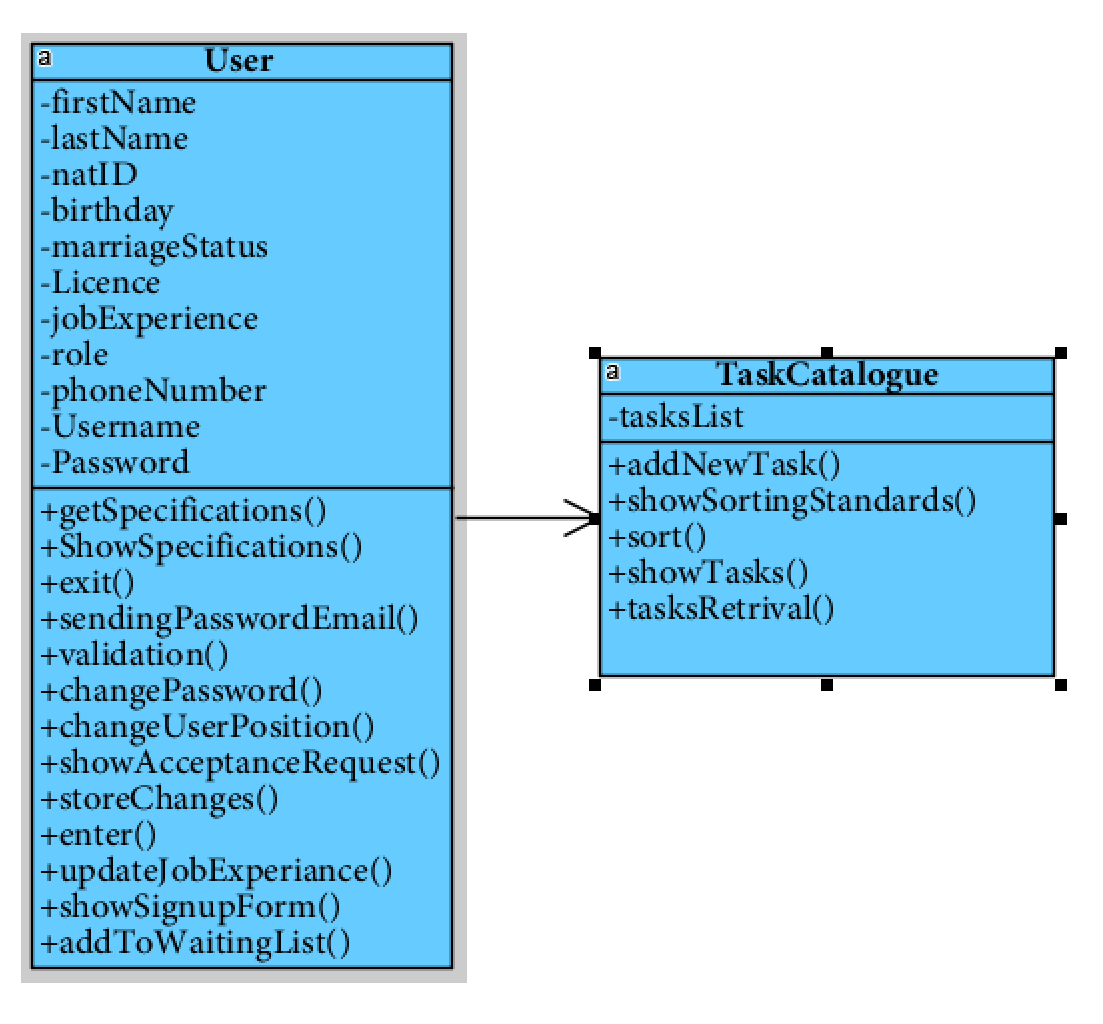 a
User
-firstName
-lastName
-natID
-birthday
-marriageStatus
-Licence
-jobExperience
-role
-phoneNumber
-Username
-Password
+getSpecifications()
+ShowSpecifications()
+exit()
+sendingPasswordEmail()
+validation()
+changePassword()
+changeUserPosition()
+showAcceptanceRequest()
+storeChanges()
+enter()
+updateJobExperiance()
+showSignupForm()
+addToWaitingList()
a
TaskCatalogue
-tasksList
+addNewTask()
+showSortingStandards()
+sort()
+showTasks()
+tasksRetrival()